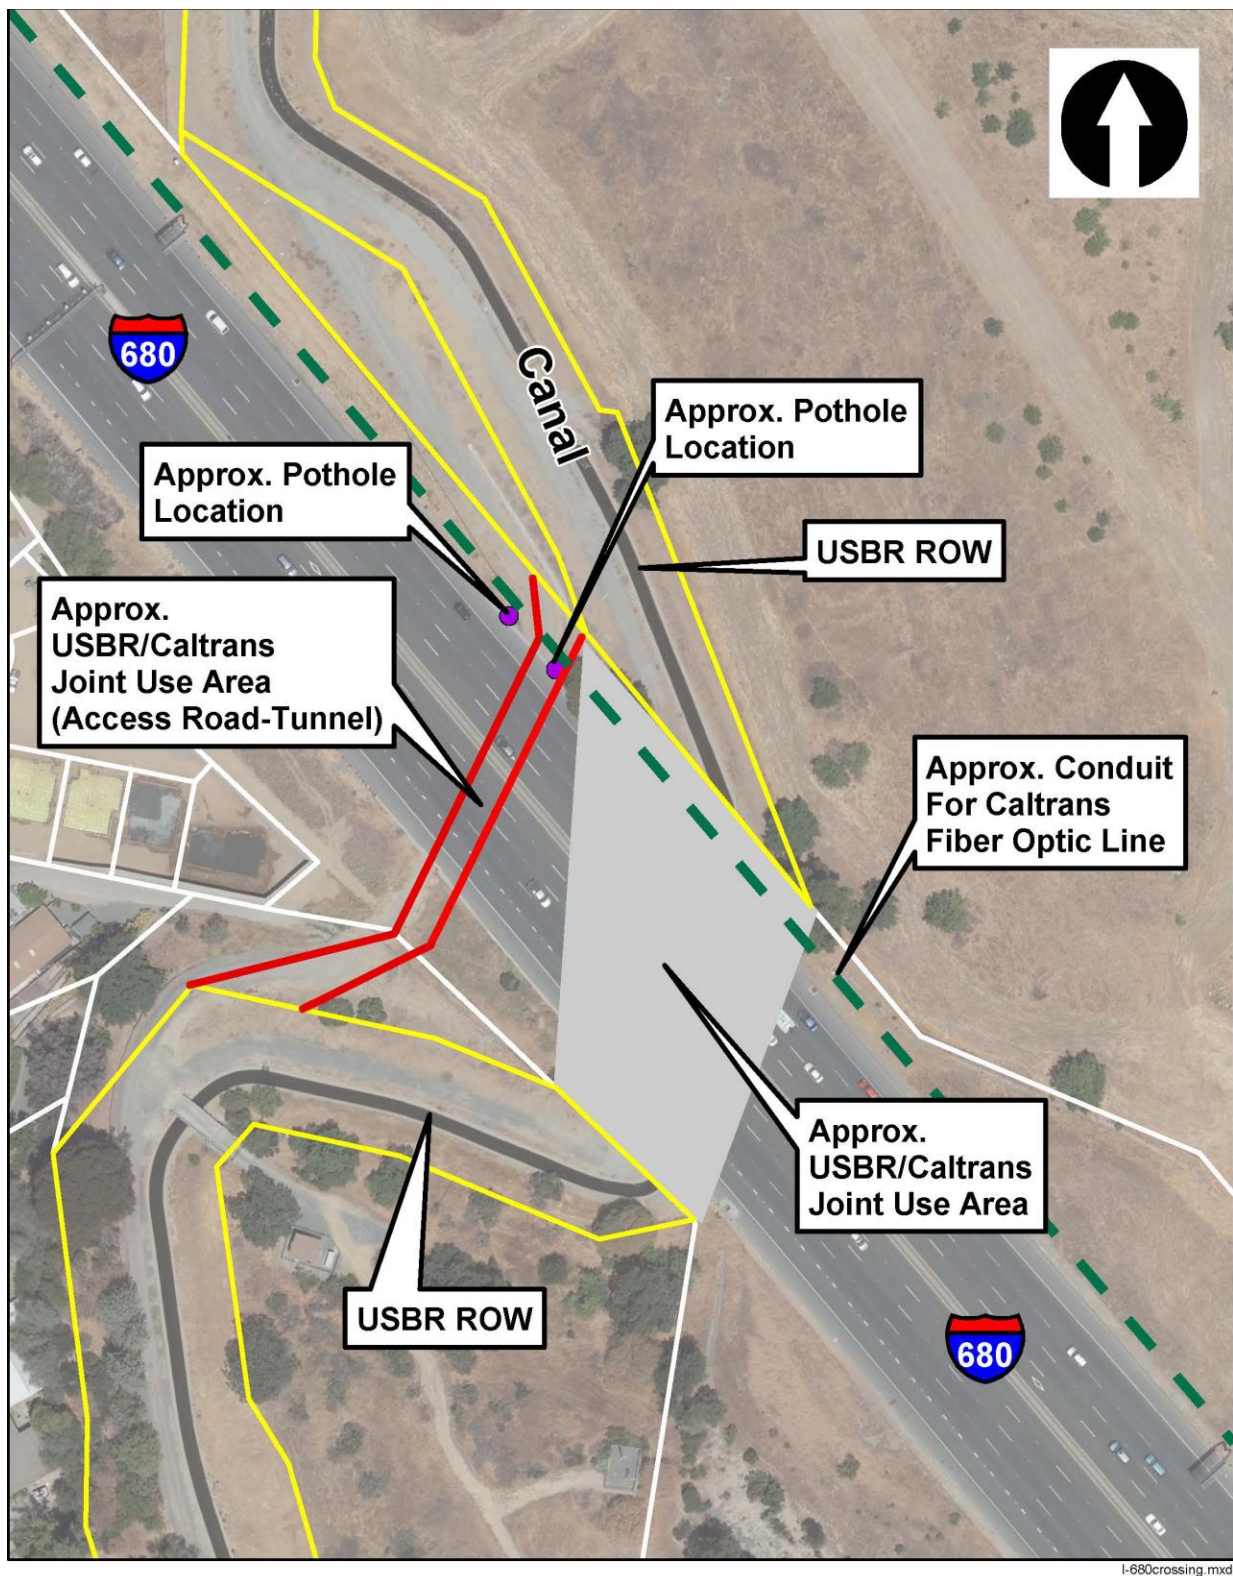 680
Canal
Approx. Pothole
Location
Approx. Pothole
Location
USBR ROW
Approx.
USBR/Caltrans
Joint Use Area
(Access Road-Tunnel)
Approx. Conduit
For Caltrans
Fiber Optic Line
Approx.
USBR/Caltrans
Joint Use Area
USBR ROW
680
I-680crossing.mxd